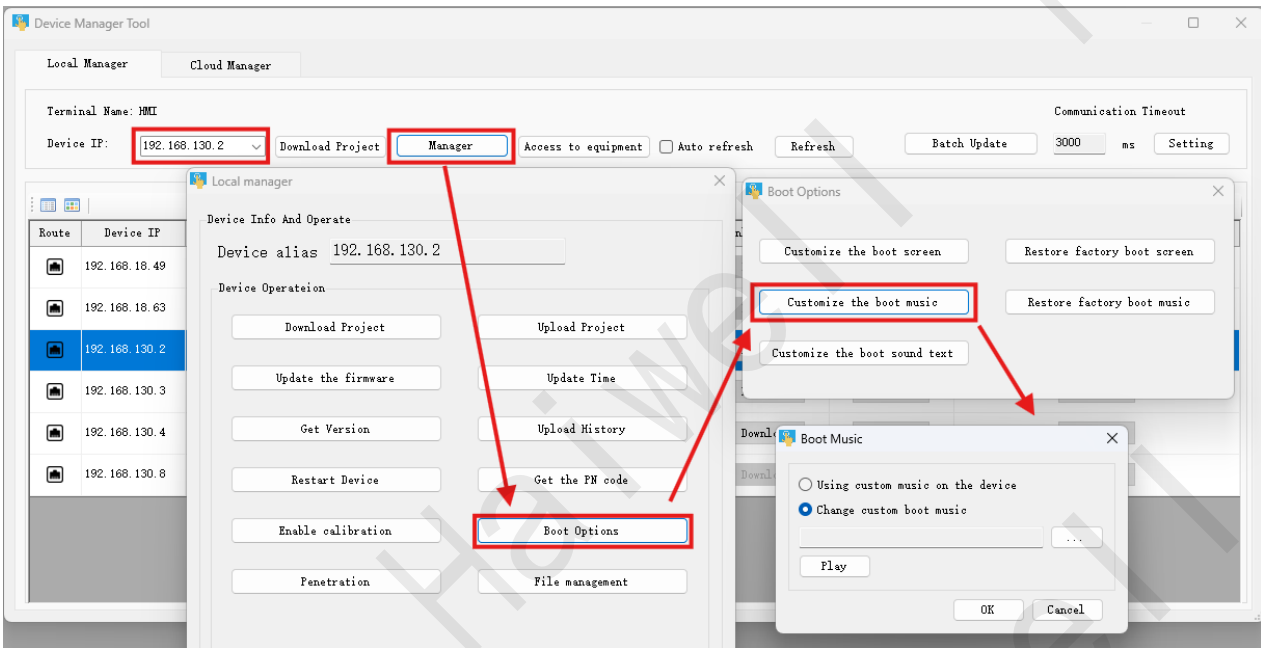 Device Manager Tool
Local Manager
Cloud Manager
Terminal Name: HMI
Communication Timeout
Device IP:
192.168.130.2
Download Project
Manager
Access to equipment
Auto refresh
Refresh
Batch Update
3000
ms
Setting
Route
Device IP
192.168.18.49
192.168.18.63
192.168.130.2
192.168.130.3
192.168.130.4
192.168.130.8
Local manager
Device Info And Operate
Device alias
192.168.130.2
Device Operateion
Download Project
Upload Project
Update the firmware
Update Time
Get Version
Upload History
Restart Device
Get the PN code
Enable calibration
Boot Options
Penetration
File management
Boot Options
Customize the boot screen
Restore factory boot screen
Customize the boot music
Restore factory boot music
Customize the boot sound text
Boot Music
Using custom music on the device
Change custom boot music
...
Play
OK
Cancel
Haiwell